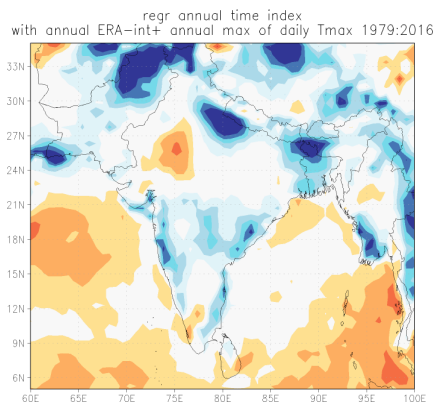 regr annual time index
with annual ERA-int+ annual max of daily Tmax 1979:2016
33N
30N
27N
24N
21N
18N
15N
12N
9N
6N
60E 65E 70E 75E 80E 85E 90E 95E 100E